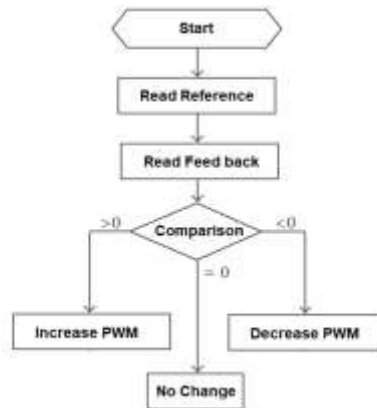 Start
Read Reference
Read Feed back
>0
Comparison
<0
= 0
Increase PWM
Decrease PWM
No Change